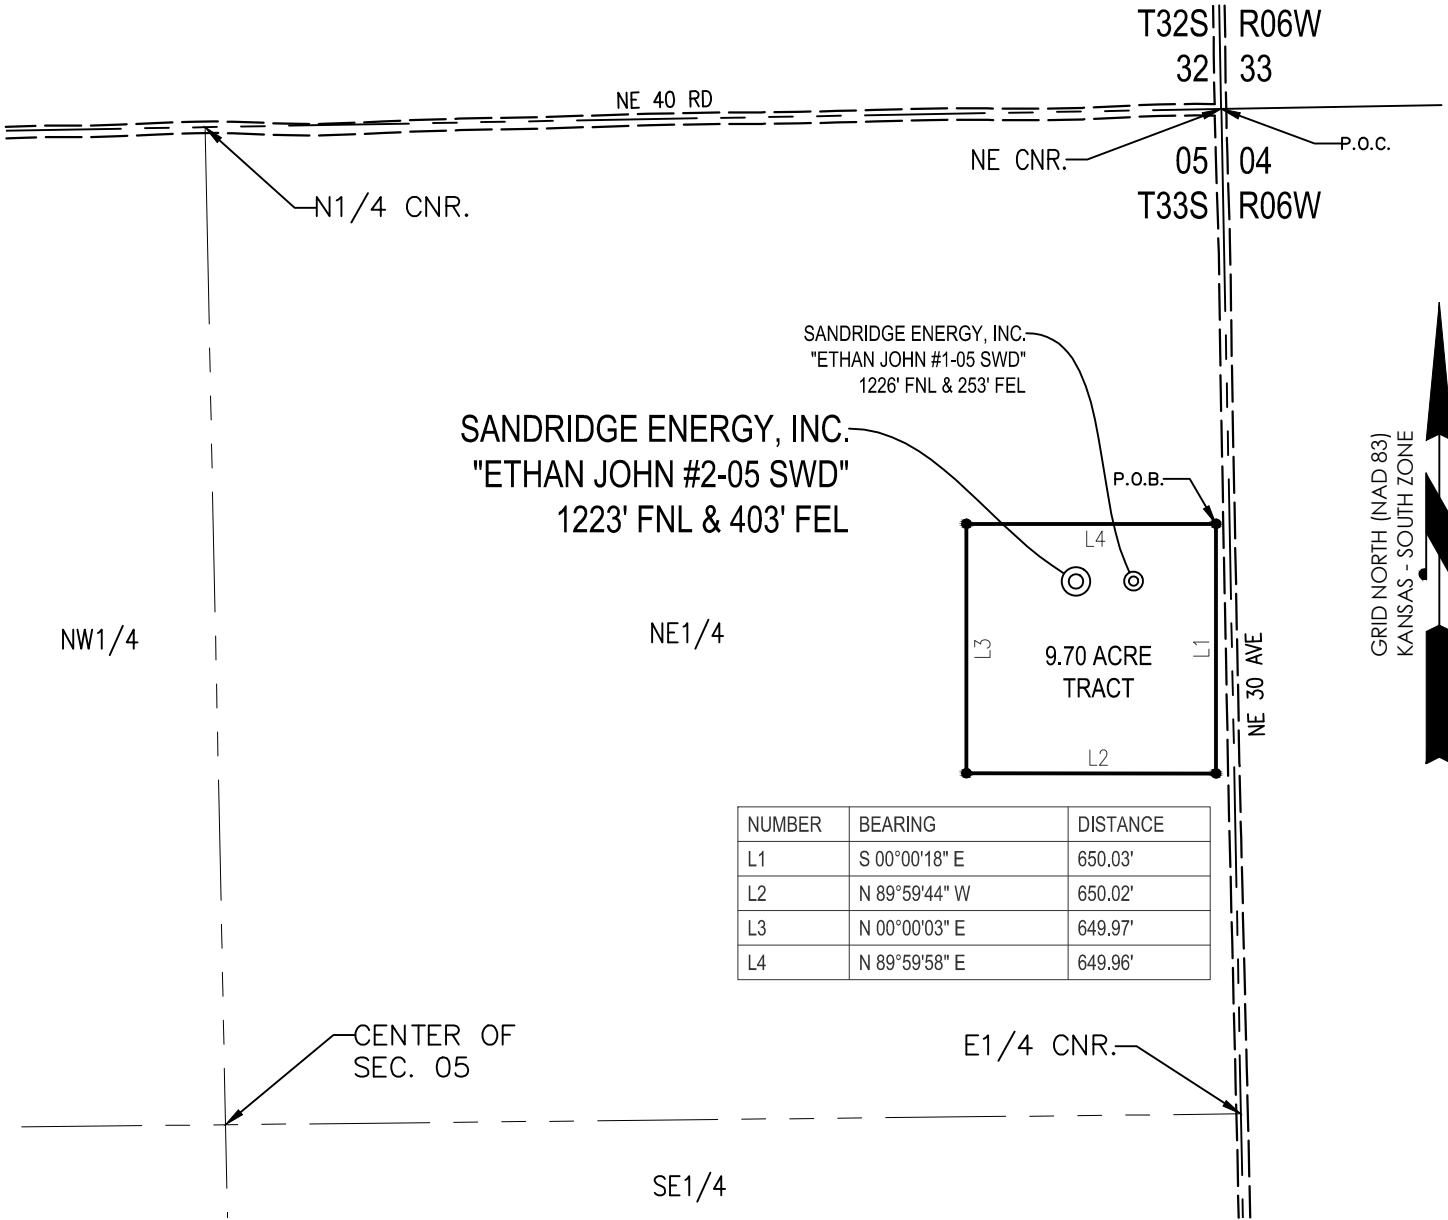 T32S R06W
32 33
NE 40 RD
NE CNR.
P.O.C.
05 04
T33S R06W
N1/4 CNR.
SANDRIDGE ENERGY, INC.
"ETHAN JOHN #1-05 SWD"
1226' FNL & 253' FEL
SANDRIDGE ENERGY, INC.
"ETHAN JOHN #2-05 SWD"
1223' FNL & 403' FEL
P.O.B.
L4
NW1/4
NE1/4
L3
9.70 ACRE
TRACT
L1
L2
NE 30 AVE
GRID NORTH (NAD 83)
KANSAS - SOUTH ZONE
NUMBER BEARING DISTANCE
L1 S 00°00'18" E 650.03'
L2 N 89°59'44" W 650.02'
L3 N 00°00'03" E 649.97'
L4 N 89°59'58" E 649.96'
CENTER OF
SEC. 05
E1/4 CNR.
SE1/4